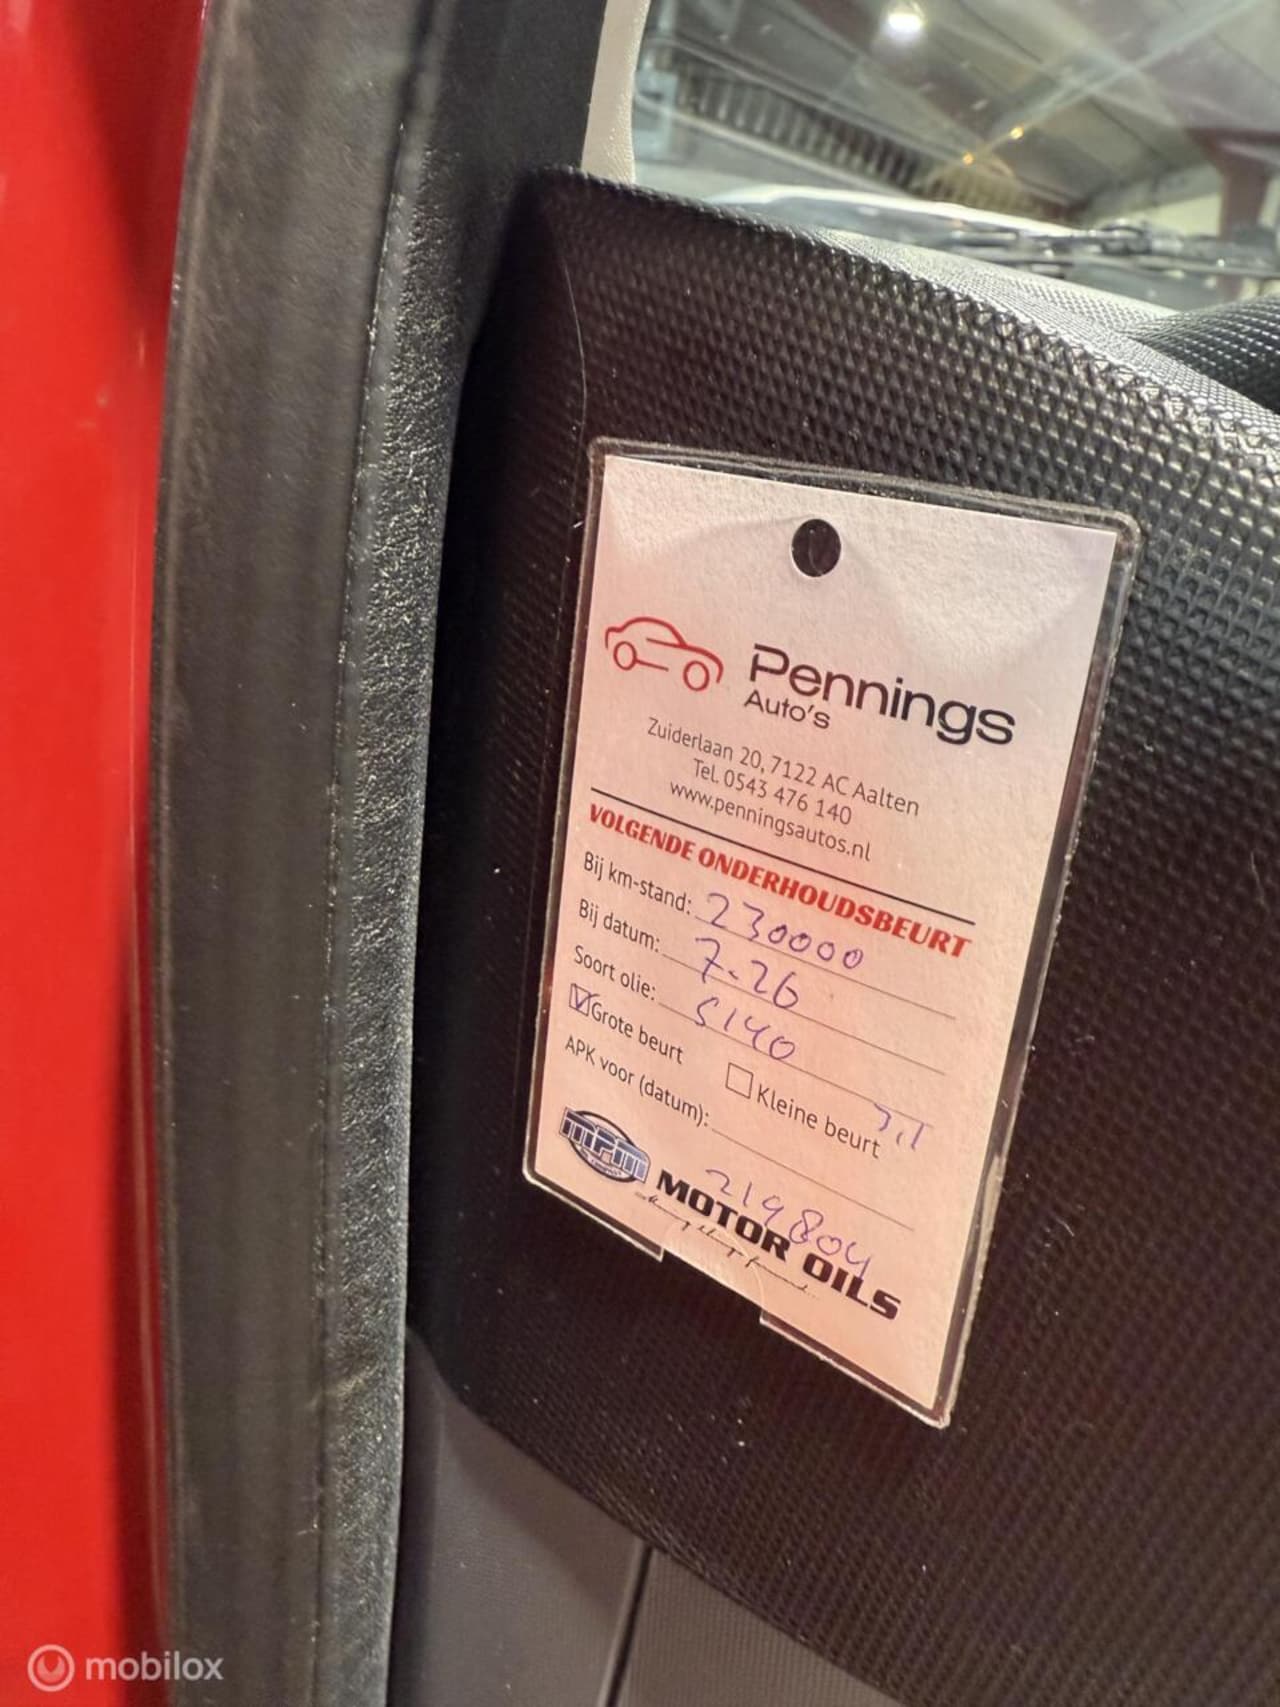 Pennings
Auto's
Zuiderlaan 20, 7122 AC Aalten
Tel. 0543 476 140
www.penningsautos.nl
VOLGENDE ONDERHOUDSBEURT
Bij km-stand: 230000
Bij datum: 7-26
Soort olie: 5140
Grote beurt
Kleine beurt
APK voor (datum):
219804
MPM
MOTOR OILS
mobilox